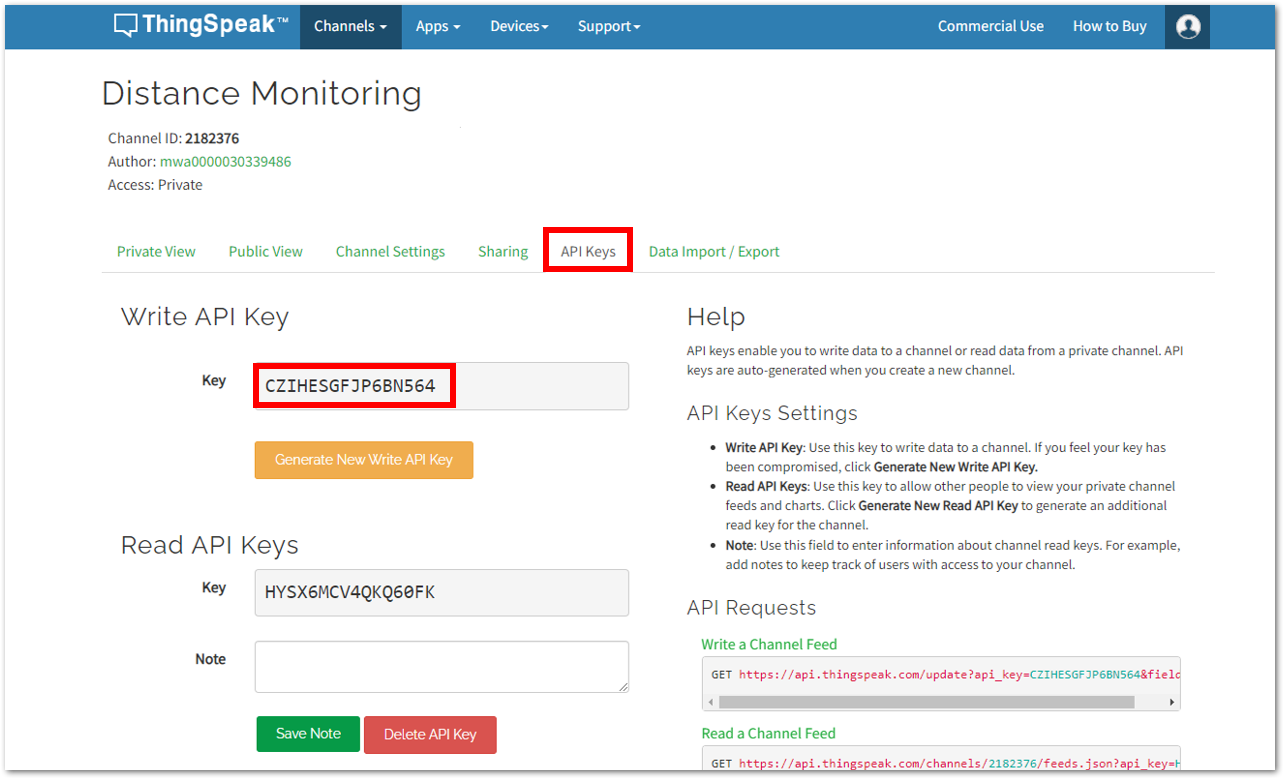 ThingSpeak™ Channels Apps Devices Support Commercial Use How to Buy
Distance Monitoring
Channel ID: 2182376
Author: mwa0000030339486
Access: Private
Private View Public View Channel Settings Sharing API Keys Data Import / Export
Write API Key
Key CZIHESGFJP6BN564
Generate New Write API Key
Read API Keys
Key HYSX6MCV4QKQ60FK
Note
Save Note Delete API Key
Help
API keys enable you to write data to a channel or read data from a private channel. API
keys are auto-generated when you create a new channel.
API Keys Settings
• Write API Key: Use this key to write data to a channel. If you feel your key has
been compromised, click Generate New Write API Key.
• Read API Keys: Use this key to allow other people to view your private channel
feeds and charts. Click Generate New Read API Key to generate an additional
read key for the channel.
• Note: Use this field to enter information about channel read keys. For example,
add notes to keep track of users with access to your channel.
API Requests
Write a Channel Feed
GET https://api.thingspeak.com/update?api_key=CZIHESGFJP6BN564&field
Read a Channel Feed
GET https://api.thingspeak.com/channels/2182376/feeds.json?api_key=H